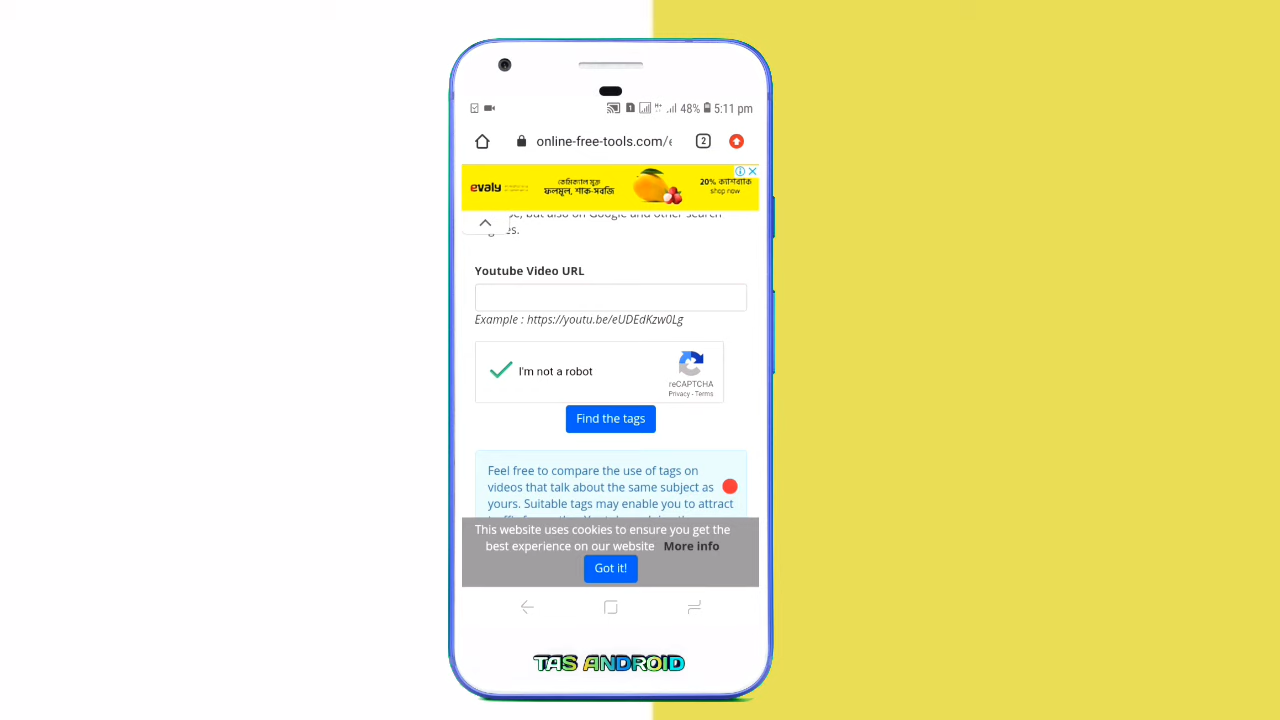 48% 5:11 pm
online-free-tools.com/e
2
evaly
কেমিক্যাল মুক্ত
ফলমূল, শাক-সবজি
20% ক্যাশব্যাক
shop now
se, but also on Google and other search
es.
Youtube Video URL
Example : https://youtu.be/eUDEdKzw0Lg
I'm not a robot
reCAPTCHA
Privacy - Terms
Find the tags
Feel free to compare the use of tags on
videos that talk about the same subject as
yours. Suitable tags may enable you to attract
This website uses cookies to ensure you get the
best experience on our website More info
Got it!
TAS ANDROID